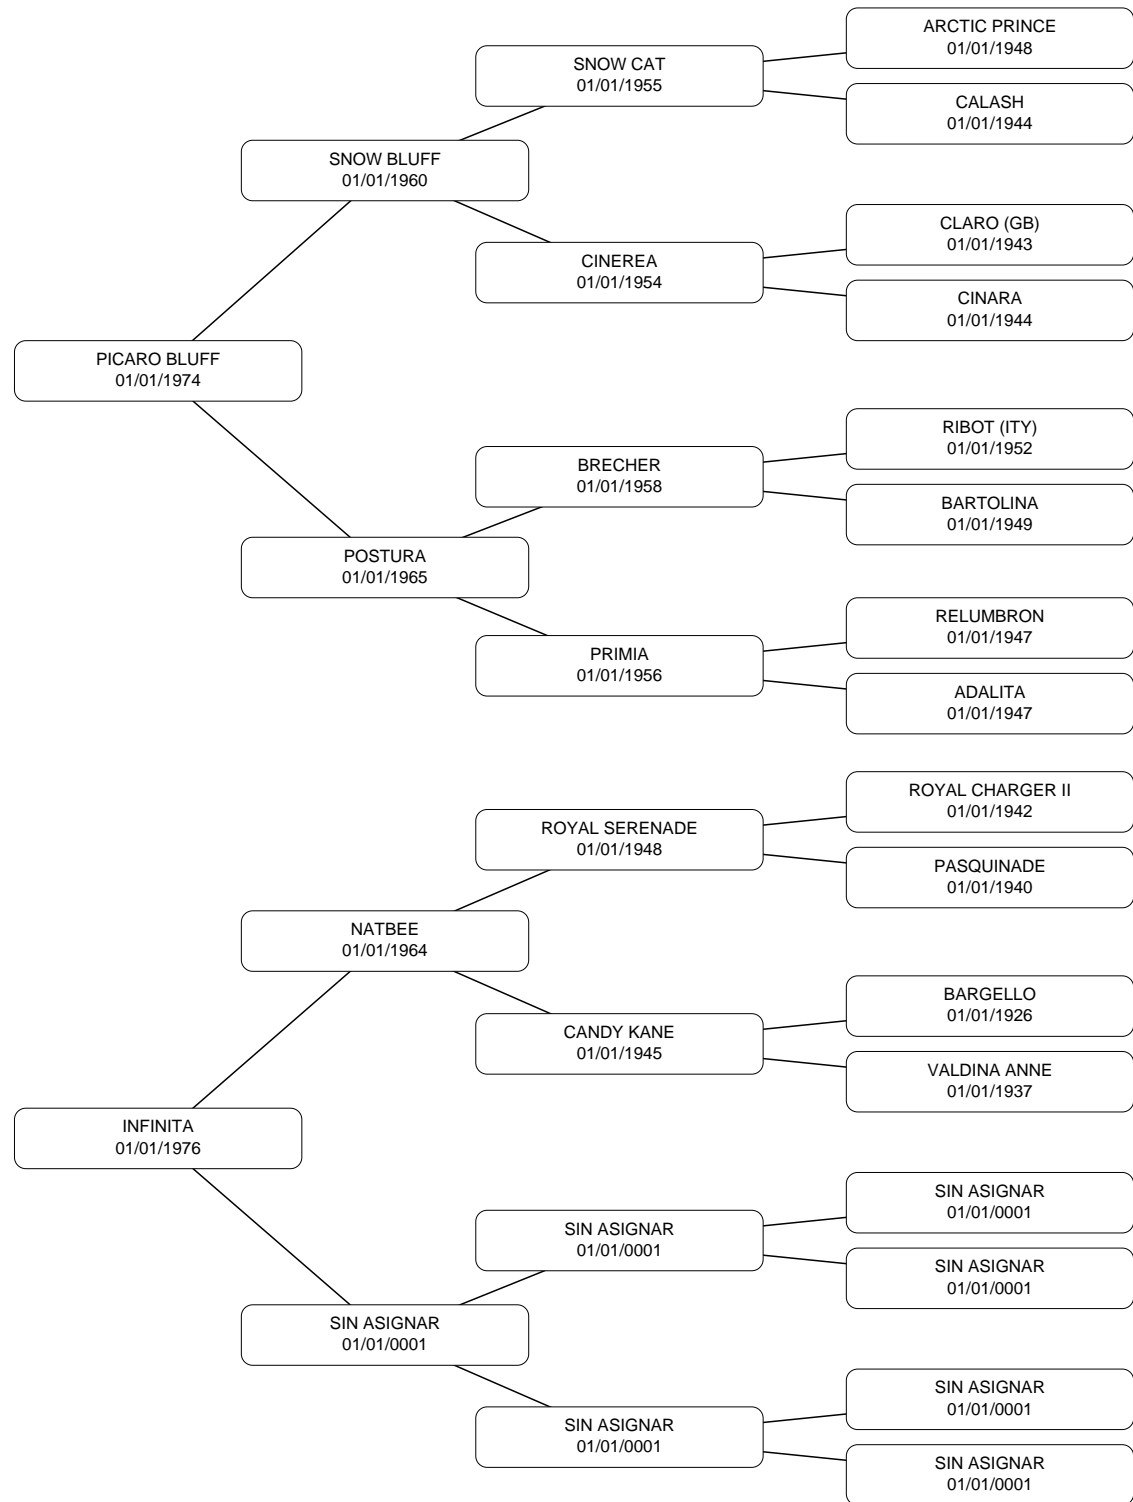 ARCTIC PRINCE
01/01/1948
SNOW CAT
01/01/1955
CALASH
01/01/1944
SNOW BLUFF
01/01/1960
CLARO (GB)
01/01/1943
CINEREA
01/01/1954
CINARA
01/01/1944
PICARO BLUFF
01/01/1974
RIBOT (ITY)
01/01/1952
BRECHER
01/01/1958
BARTOLINA
01/01/1949
POSTURA
01/01/1965
RELUMBRON
01/01/1947
PRIMIA
01/01/1956
ADALITA
01/01/1947
ROYAL CHARGER II
01/01/1942
ROYAL SERENADE
01/01/1948
PASQUINADE
01/01/1940
NATBEE
01/01/1964
BARGELLO
01/01/1926
CANDY KANE
01/01/1945
VALDINA ANNE
01/01/1937
INFINITA
01/01/1976
SIN ASIGNAR
01/01/0001
SIN ASIGNAR
01/01/0001
SIN ASIGNAR
01/01/0001
SIN ASIGNAR
01/01/0001
SIN ASIGNAR
01/01/0001
SIN ASIGNAR
01/01/0001
SIN ASIGNAR
01/01/0001